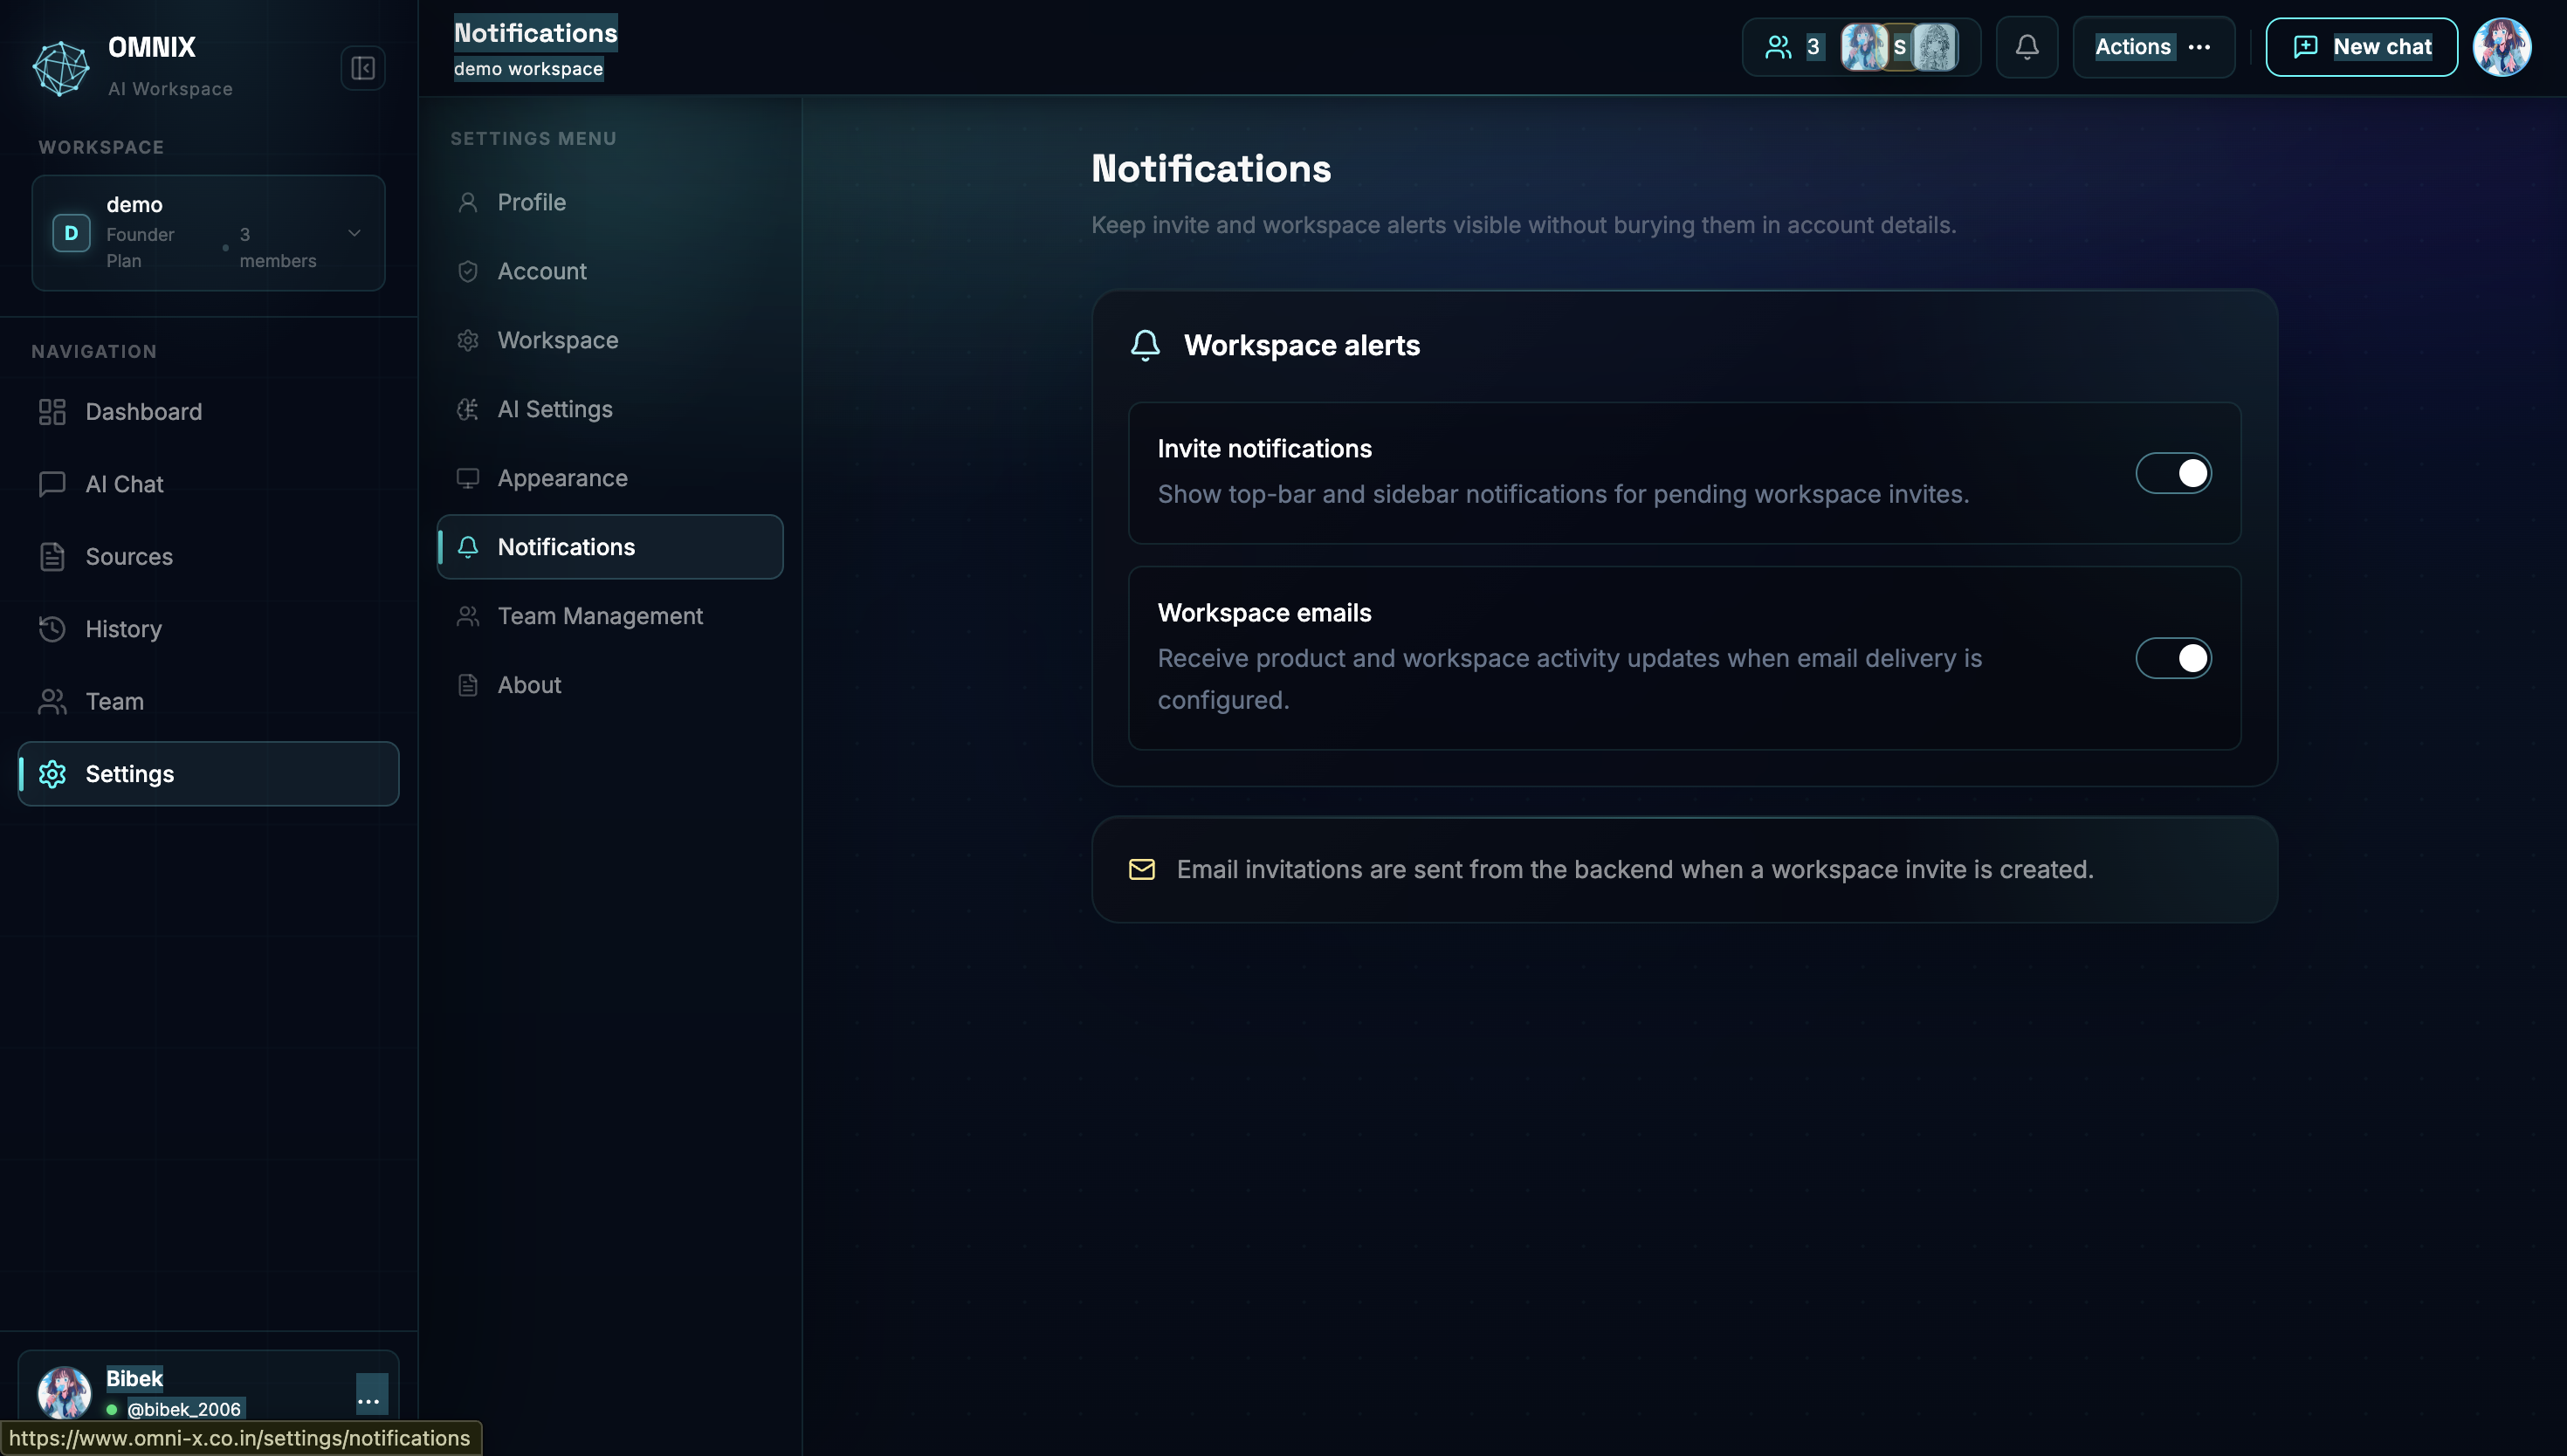 OMNIX
AI Workspace
WORKSPACE
D
demo
Founder
Plan
3
members
NAVIGATION
Dashboard
AI Chat
Sources
History
Team
Settings
Bibek
@bibek_2006
...
https://www.omni-x.co.in/settings/notifications
Notifications
demo workspace
3
S
Actions
New chat
SETTINGS MENU
Profile
Account
Workspace
AI Settings
Appearance
Notifications
Team Management
About
Notifications
Keep invite and workspace alerts visible without burying them in account details.
Workspace alerts
Invite notifications
Show top-bar and sidebar notifications for pending workspace invites.
Workspace emails
Receive product and workspace activity updates when email delivery is
configured.
Email invitations are sent from the backend when a workspace invite is created.